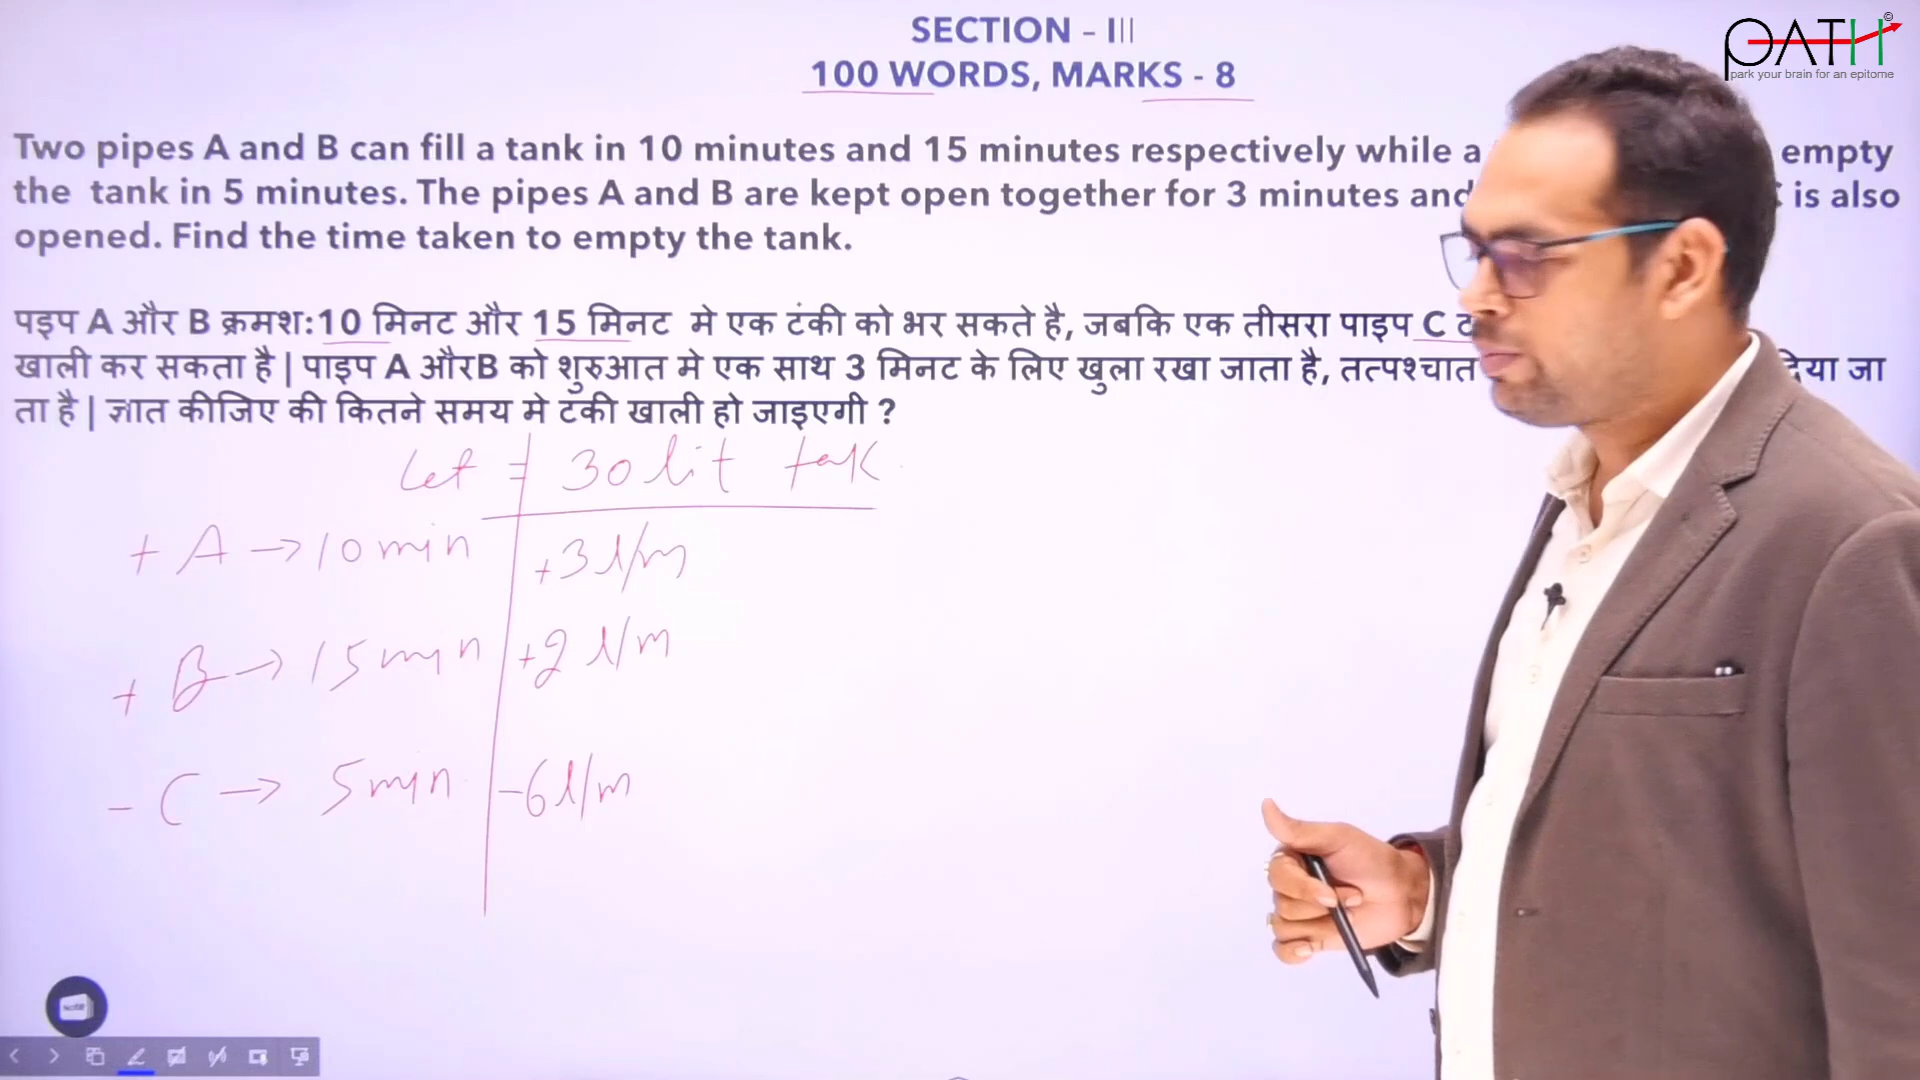 SECTION – III
100 WORDS, MARKS - 8
PATH ©
park your brain for an epitome
Two pipes A and B can fill a tank in 10 minutes and 15 minutes respectively while a empty
the tank in 5 minutes. The pipes A and B are kept open together for 3 minutes and C is also
opened. Find the time taken to empty the tank.
पइप A और B क्रमश:10 मिनट और 15 मिनट मे एक टंकी को भर सकते है, जबकि एक तीसरा पाइप C
खाली कर सकता है | पाइप A औरB को शुरुआत मे एक साथ 3 मिनट के लिए खुला रखा जाता है, तत्पश्चात दिया जा
ता है | ज्ञात कीजिए की कितने समय मे टंकी खाली हो जाइएगी ?
Let = 30 lit tak
+ A → 10 min +3 l/m
+ B → 15 min +2 l/m
- C → 5 min -6 l/m
Note